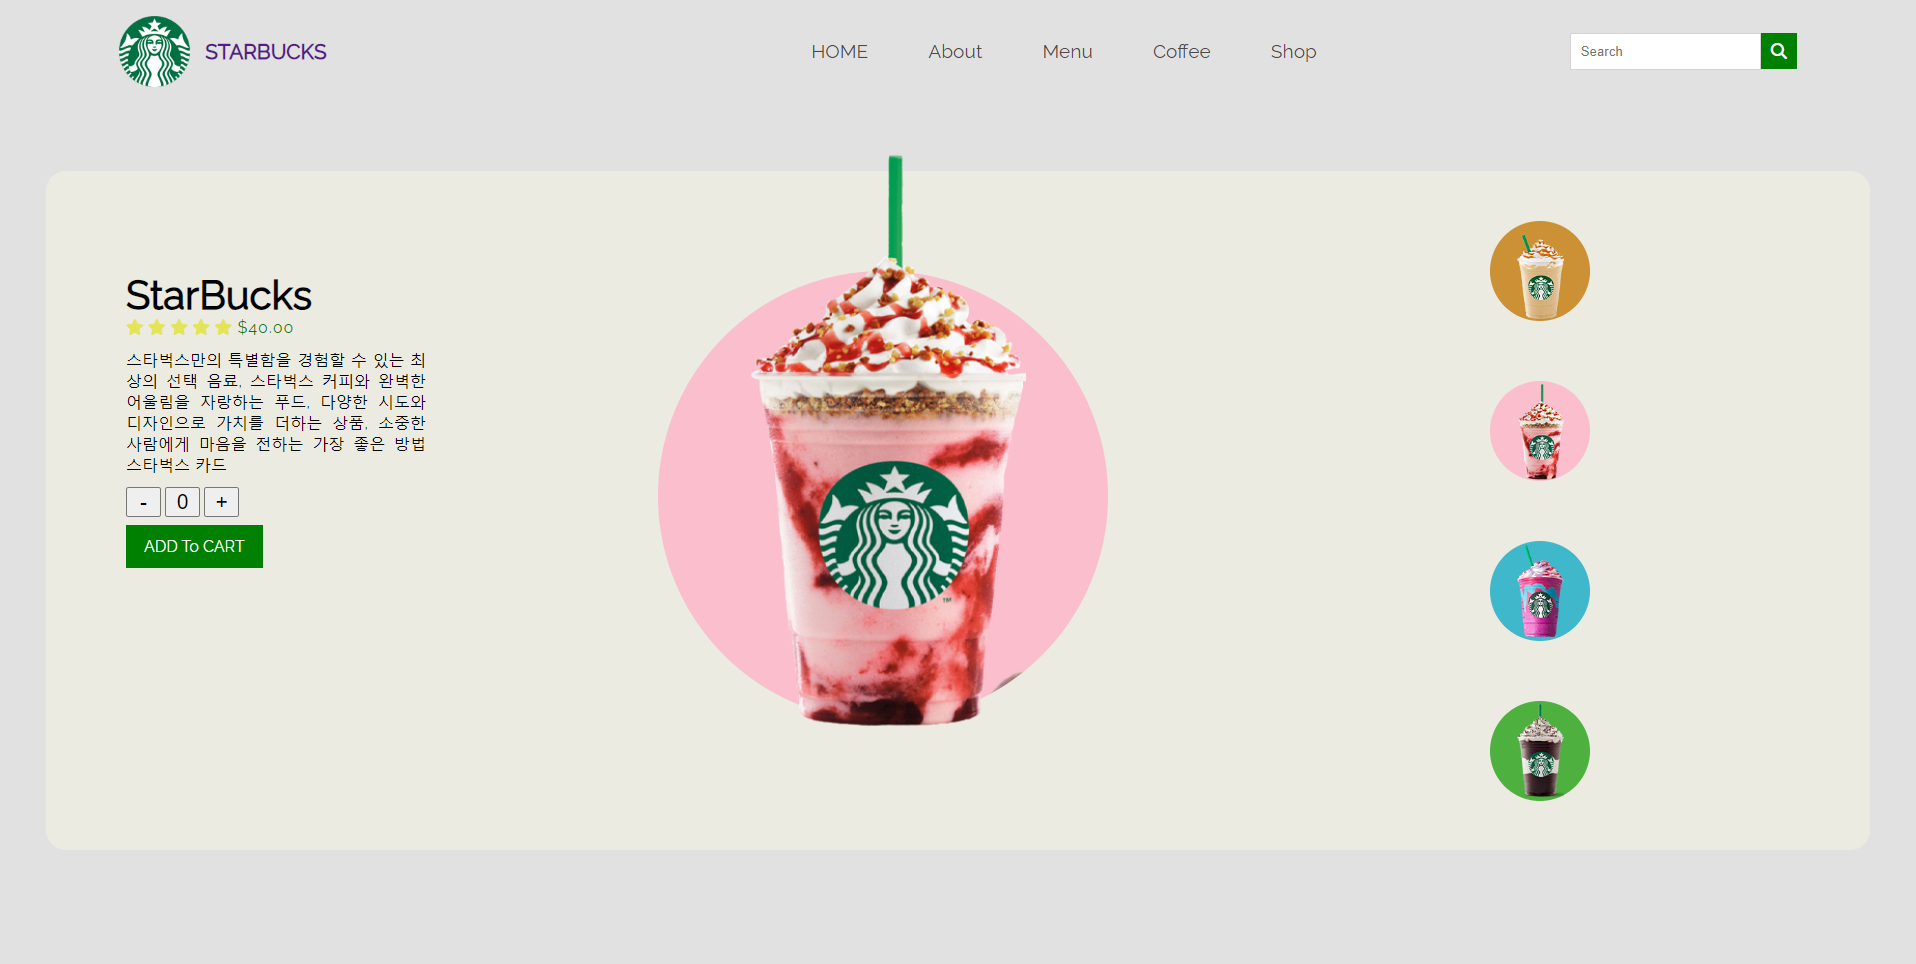 STARBUCKS
HOME About Menu Coffee Shop
Search
StarBucks
$40.00
스타벅스만의 특별함을 경험할 수 있는 최
상의 선택 음료, 스타벅스 커피와 완벽한
어울림을 자랑하는 푸드, 다양한 시도와
디자인으로 가치를 더하는 상품, 소중한
사람에게 마음을 전하는 가장 좋은 방법
스타벅스 카드
- 0 +
ADD To CART
TM